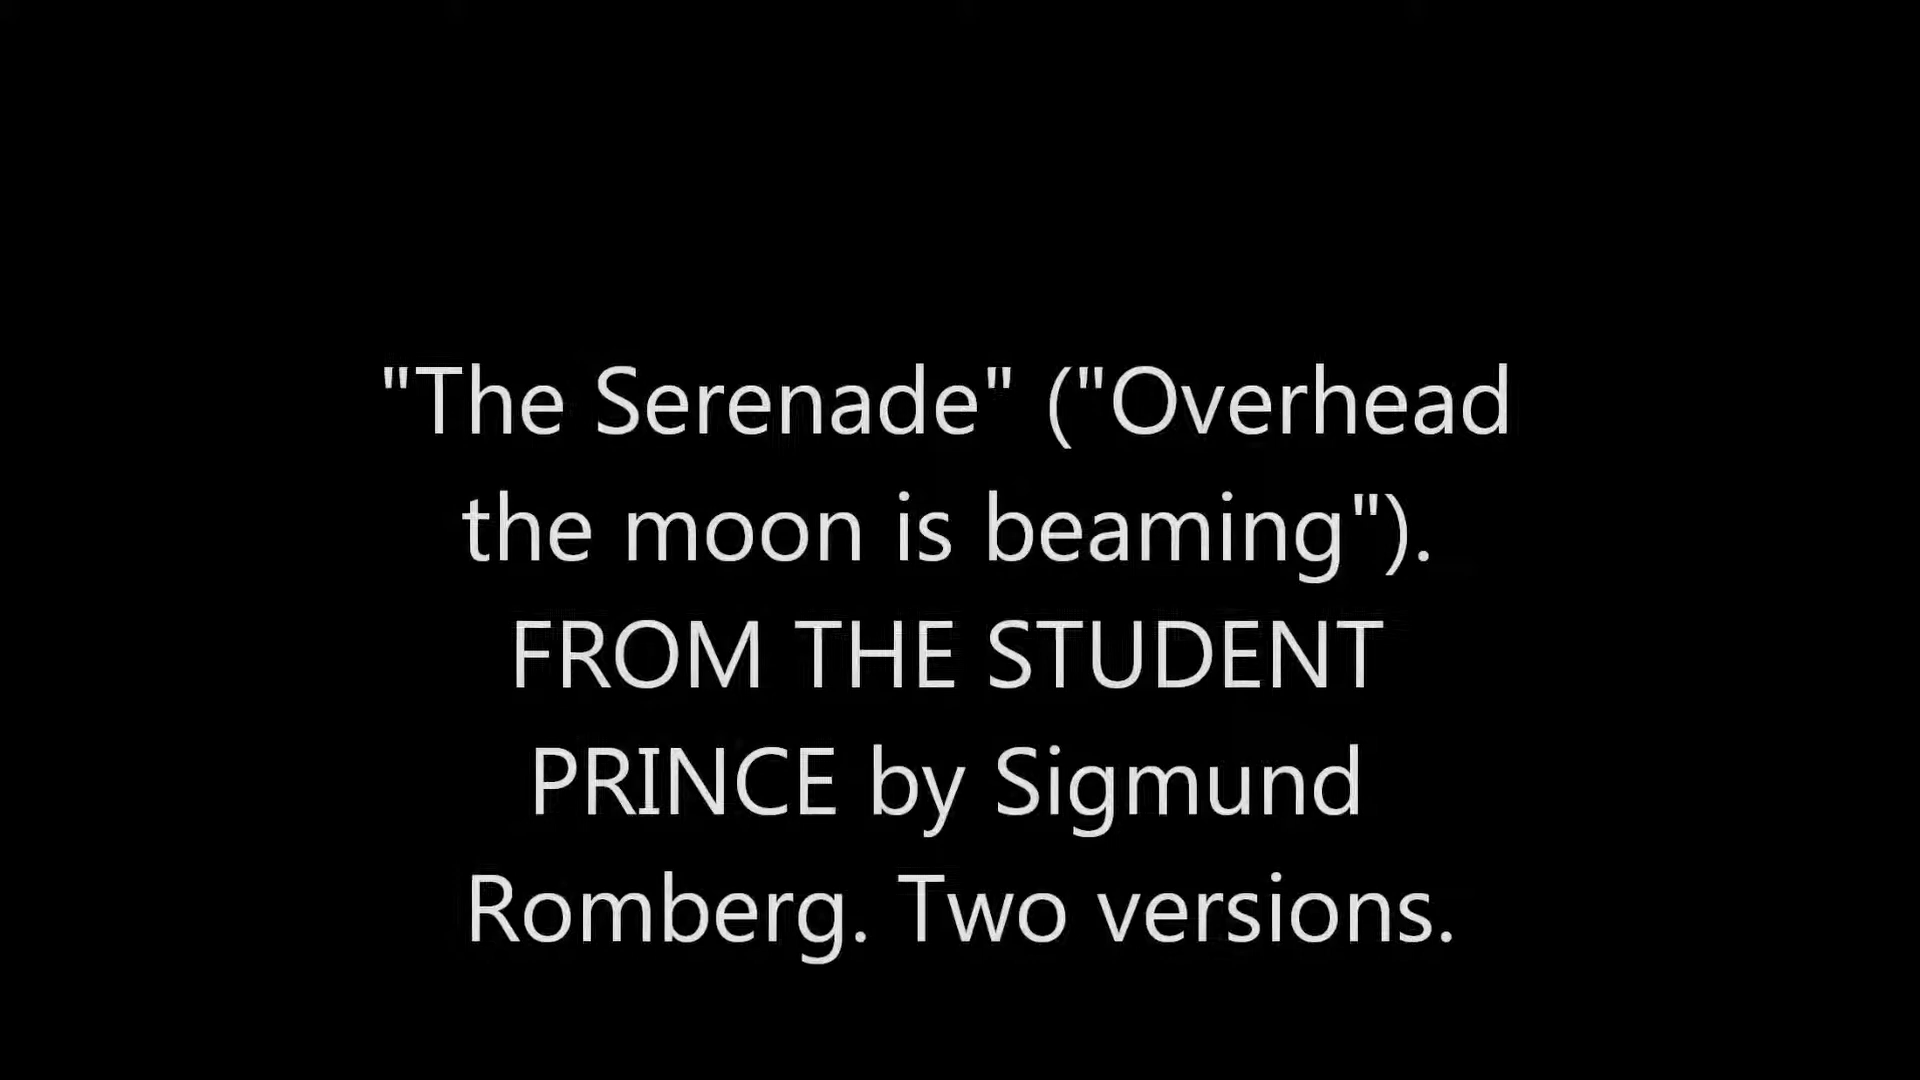 "The Serenade" ("Overhead
the moon is beaming").
FROM THE STUDENT
PRINCE by Sigmund
Romberg. Two versions.